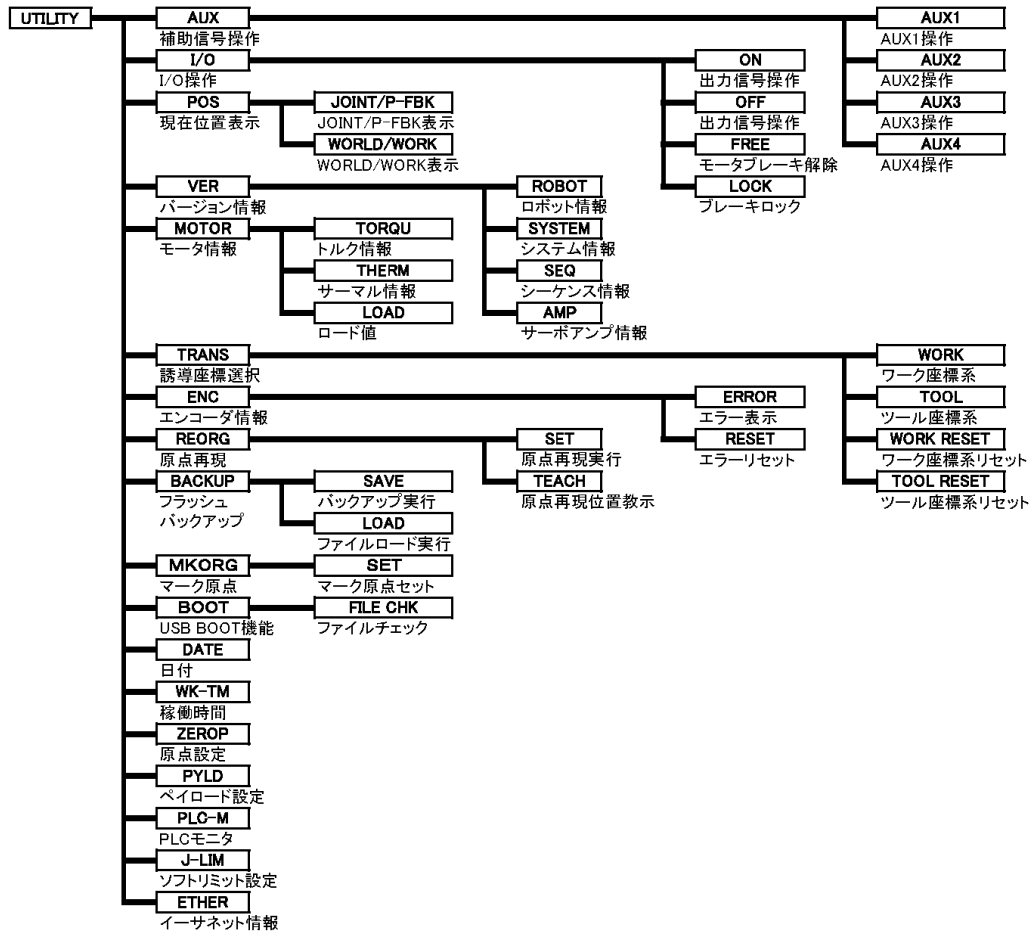 UTILITY
AUX
補助信号操作
AUX1
AUX1操作
I/O
I/O操作
ON
出力信号操作
AUX2
AUX2操作
POS
現在位置表示
JOINT/P-FBK
JOINT/P-FBK表示
OFF
出力信号操作
AUX3
AUX3操作
WORLD/WORK
WORLD/WORK表示
FREE
モータブレーキ解除
AUX4
AUX4操作
VER
バージョン情報
ROBOT
ロボット情報
LOCK
ブレーキロック
MOTOR
モータ情報
TORQU
トルク情報
SYSTEM
システム情報
THERM
サーマル情報
SEQ
シーケンス情報
LOAD
ロード値
AMP
サーボアンプ情報
TRANS
誘導座標選択
WORK
ワーク座標系
ENC
エンコーダ情報
ERROR
エラー表示
TOOL
ツール座標系
REORG
原点再現
SET
原点再現実行
RESET
エラーリセット
WORK RESET
ワーク座標系リセット
BACKUP
フラッシュ
バックアップ
SAVE
バックアップ実行
TEACH
原点再現位置教示
TOOL RESET
ツール座標系リセット
LOAD
ファイルロード実行
MKORG
マーク原点
SET
マーク原点セット
BOOT
USB BOOT機能
FILE CHK
ファイルチェック
DATE
日付
WK-TM
稼働時間
ZEROP
原点設定
PYLD
ペイロード設定
PLC-M
PLCモニタ
J-LIM
ソフトリミット設定
ETHER
イーサネット情報